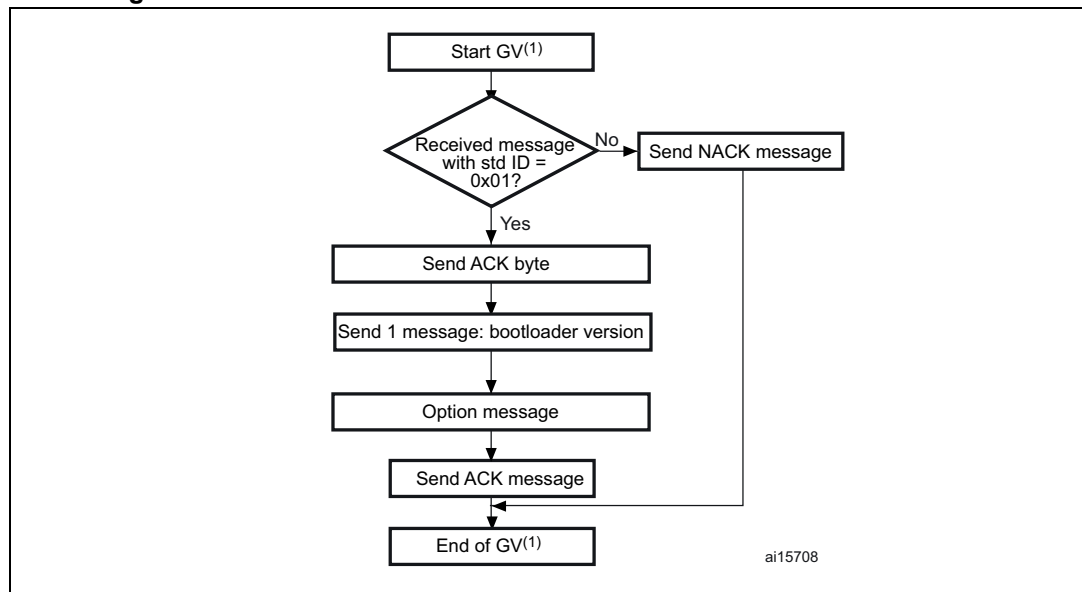 Start GV(1)
Received message
with std ID =
0x01?
No
Send NACK message
Yes
Send ACK byte
Send 1 message: bootloader version
Option message
Send ACK message
End of GV(1)
ai15708